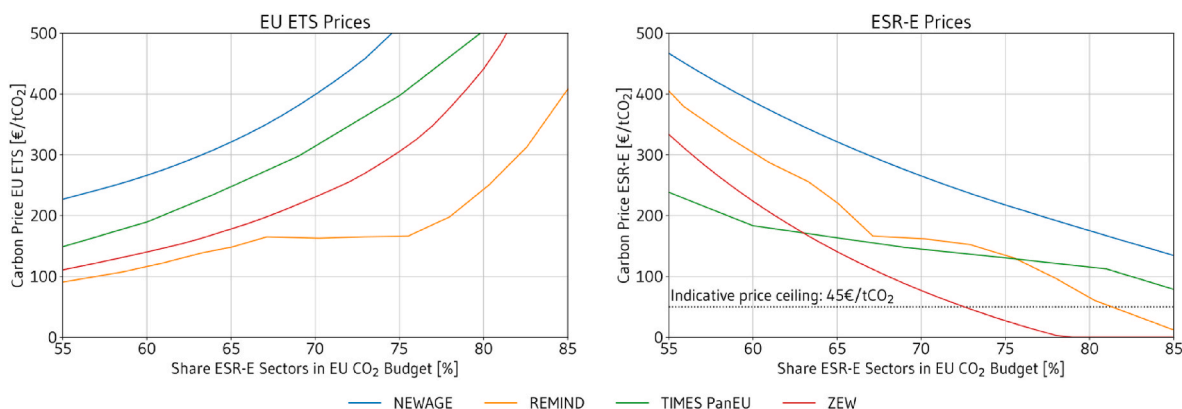 EU ETS Prices
Carbon Price EU ETS [€/tCO₂]
500
400
300
200
100
0
55 60 65 70 75 80 85
Share ESR-E Sectors in EU CO₂ Budget [%]
ESR-E Prices
Carbon Price ESR-E [€/tCO₂]
500
400
300
200
100
0
Indicative price ceiling: 45€/tCO₂
55 60 65 70 75 80 85
Share ESR-E Sectors in EU CO₂ Budget [%]
NEWAGE REMIND TIMES PanEU ZEW